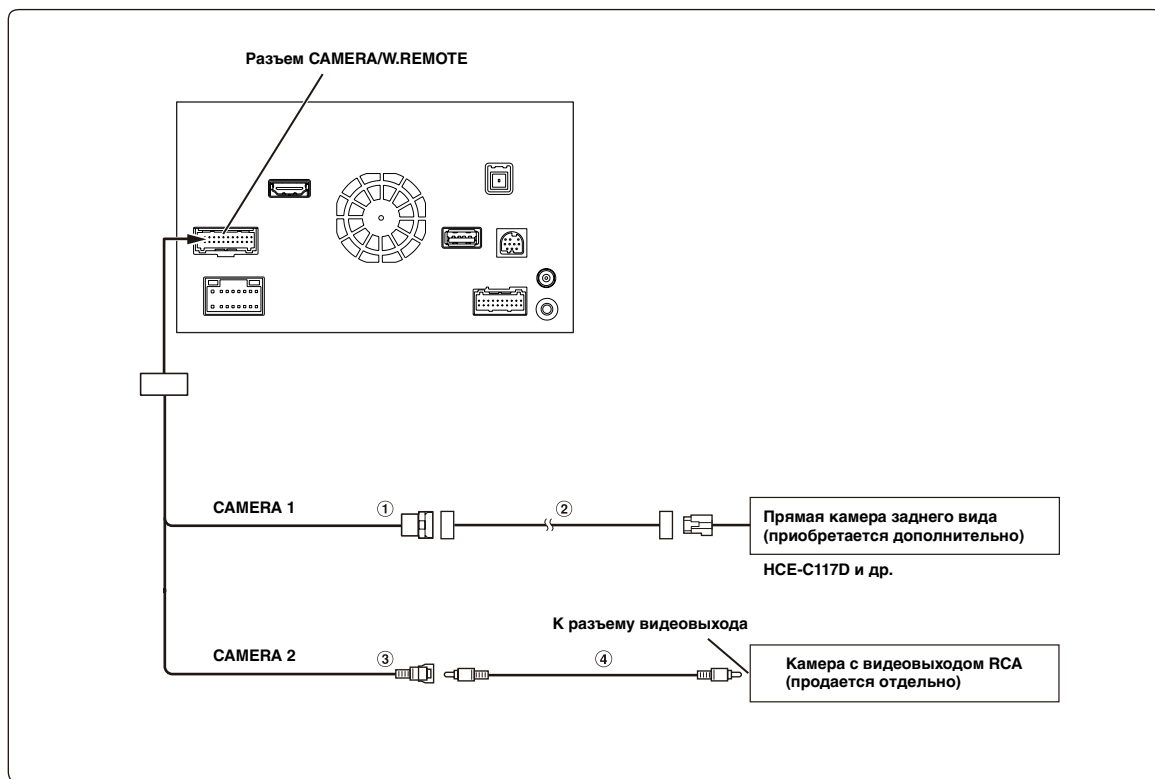 Разъем CAMERA/W.REMOTE
CAMERA 1
①
②
Прямая камера заднего вида
(приобретается дополнительно)
HCE-C117D и др.
К разъему видеовыхода
CAMERA 2
③
④
Камера с видеовыходом RCA
(продается отдельно)